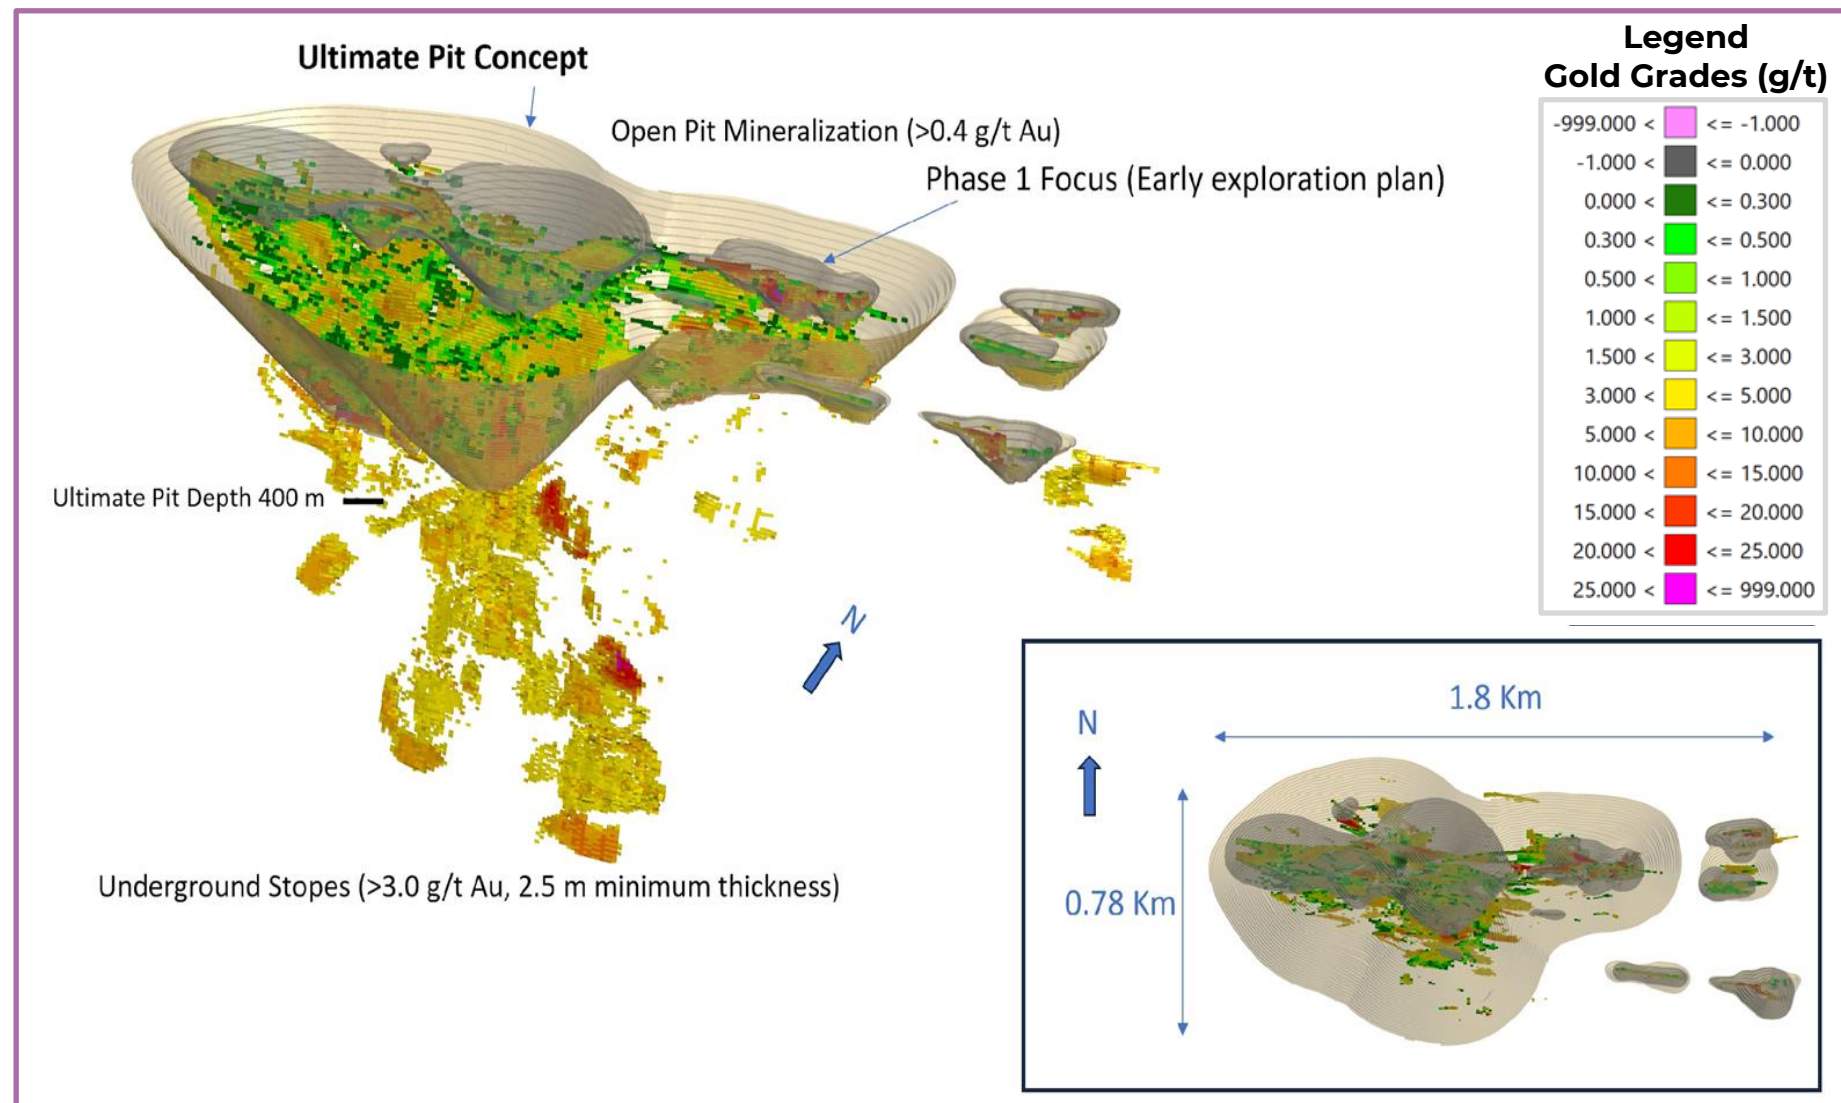 Ultimate Pit Concept
Open Pit Mineralization (>0.4 g/t Au)
Phase 1 Focus (Early exploration plan)
Ultimate Pit Depth 400 m
N
Underground Stopes (>3.0 g/t Au, 2.5 m minimum thickness)
Legend
Gold Grades (g/t)
-999.000 < <= -1.000
-1.000 < <= 0.000
0.000 < <= 0.300
0.300 < <= 0.500
0.500 < <= 1.000
1.000 < <= 1.500
1.500 < <= 3.000
3.000 < <= 5.000
5.000 < <= 10.000
10.000 < <= 15.000
15.000 < <= 20.000
20.000 < <= 25.000
25.000 < <= 999.000
1.8 Km
N
0.78 Km